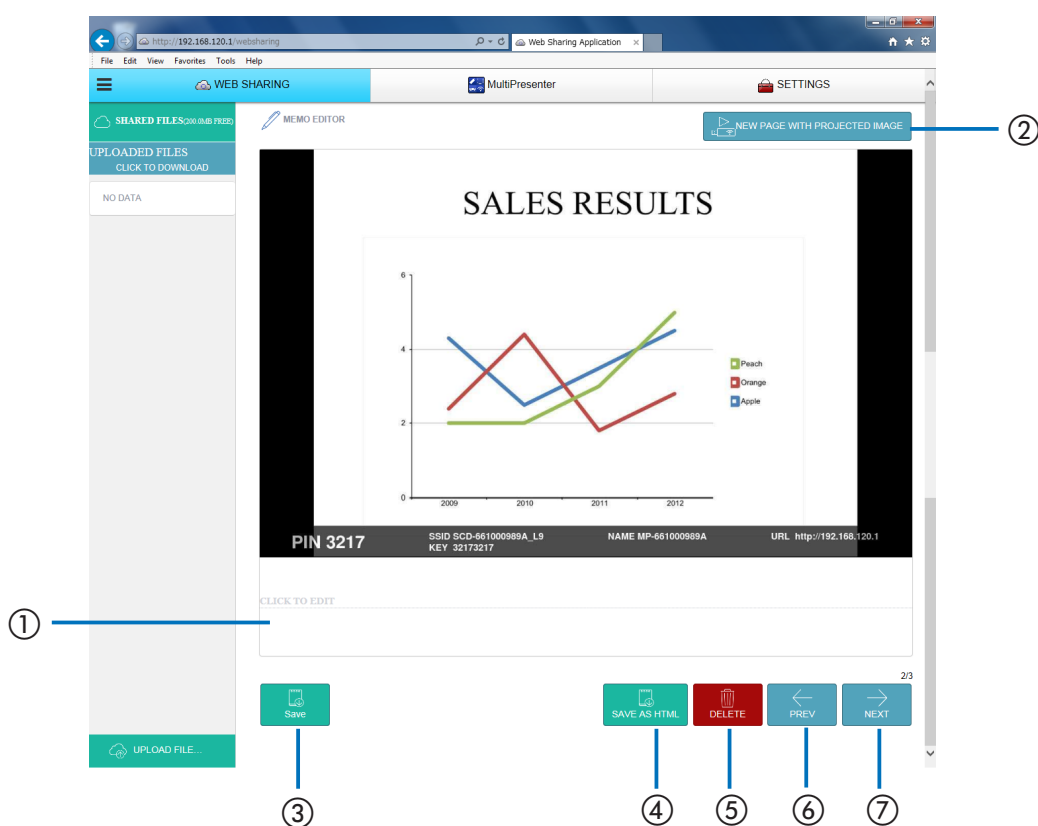 http://192.168.120.1/websharing
Web Sharing Application
File Edit View Favorites Tools Help
WEB SHARING
MultiPresenter
SETTINGS
SHARED FILES(200.0MB FREE)
MEMO EDITOR
NEW PAGE WITH PROJECTED IMAGE
②
UPLOADED FILES
CLICK TO DOWNLOAD
NO DATA
SALES RESULTS
6
4
2
0
2009 2010 2011 2012
Peach
Orange
Apple
PIN 3217
SSID SCD-661000989A_L9
KEY 32173217
NAME MP-661000989A
URL http://192.168.120.1
CLICK TO EDIT
①
2/3
Save
SAVE AS HTML
DELETE
PREV
NEXT
UPLOAD FILE...
③ ④ ⑤ ⑥ ⑦